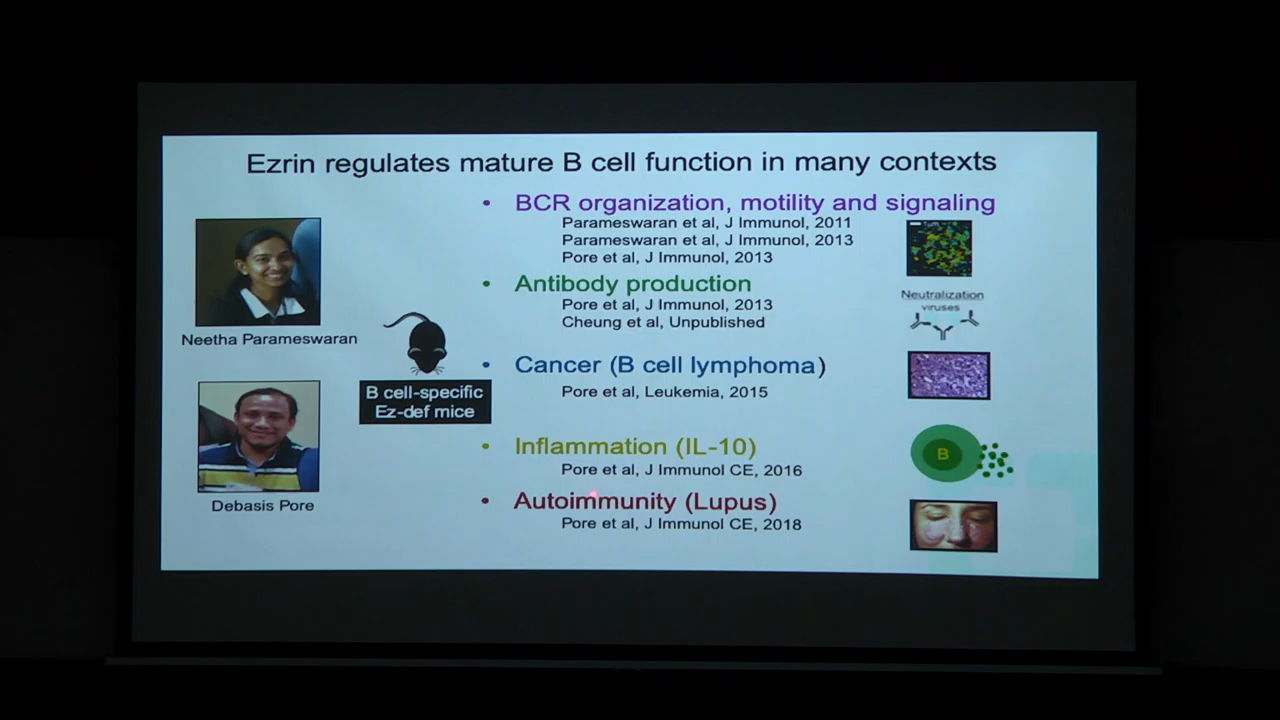 Ezrin regulates mature B cell function in many contexts
• BCR organization, motility and signaling
Parameswaran et al, J Immunol, 2011
Parameswaran et al, J Immunol, 2013
Pore et al, J Immunol, 2013
• Antibody production
Pore et al, J Immunol, 2013
Cheung et al, Unpublished
• Cancer (B cell lymphoma)
Pore et al, Leukemia, 2015
• Inflammation (IL-10)
Pore et al, J Immunol CE, 2016
• Autoimmunity (Lupus)
Pore et al, J Immunol CE, 2018
Neetha Parameswaran
Debasis Pore
B cell-specific
Ez-def mice
Neutralization
viruses
B